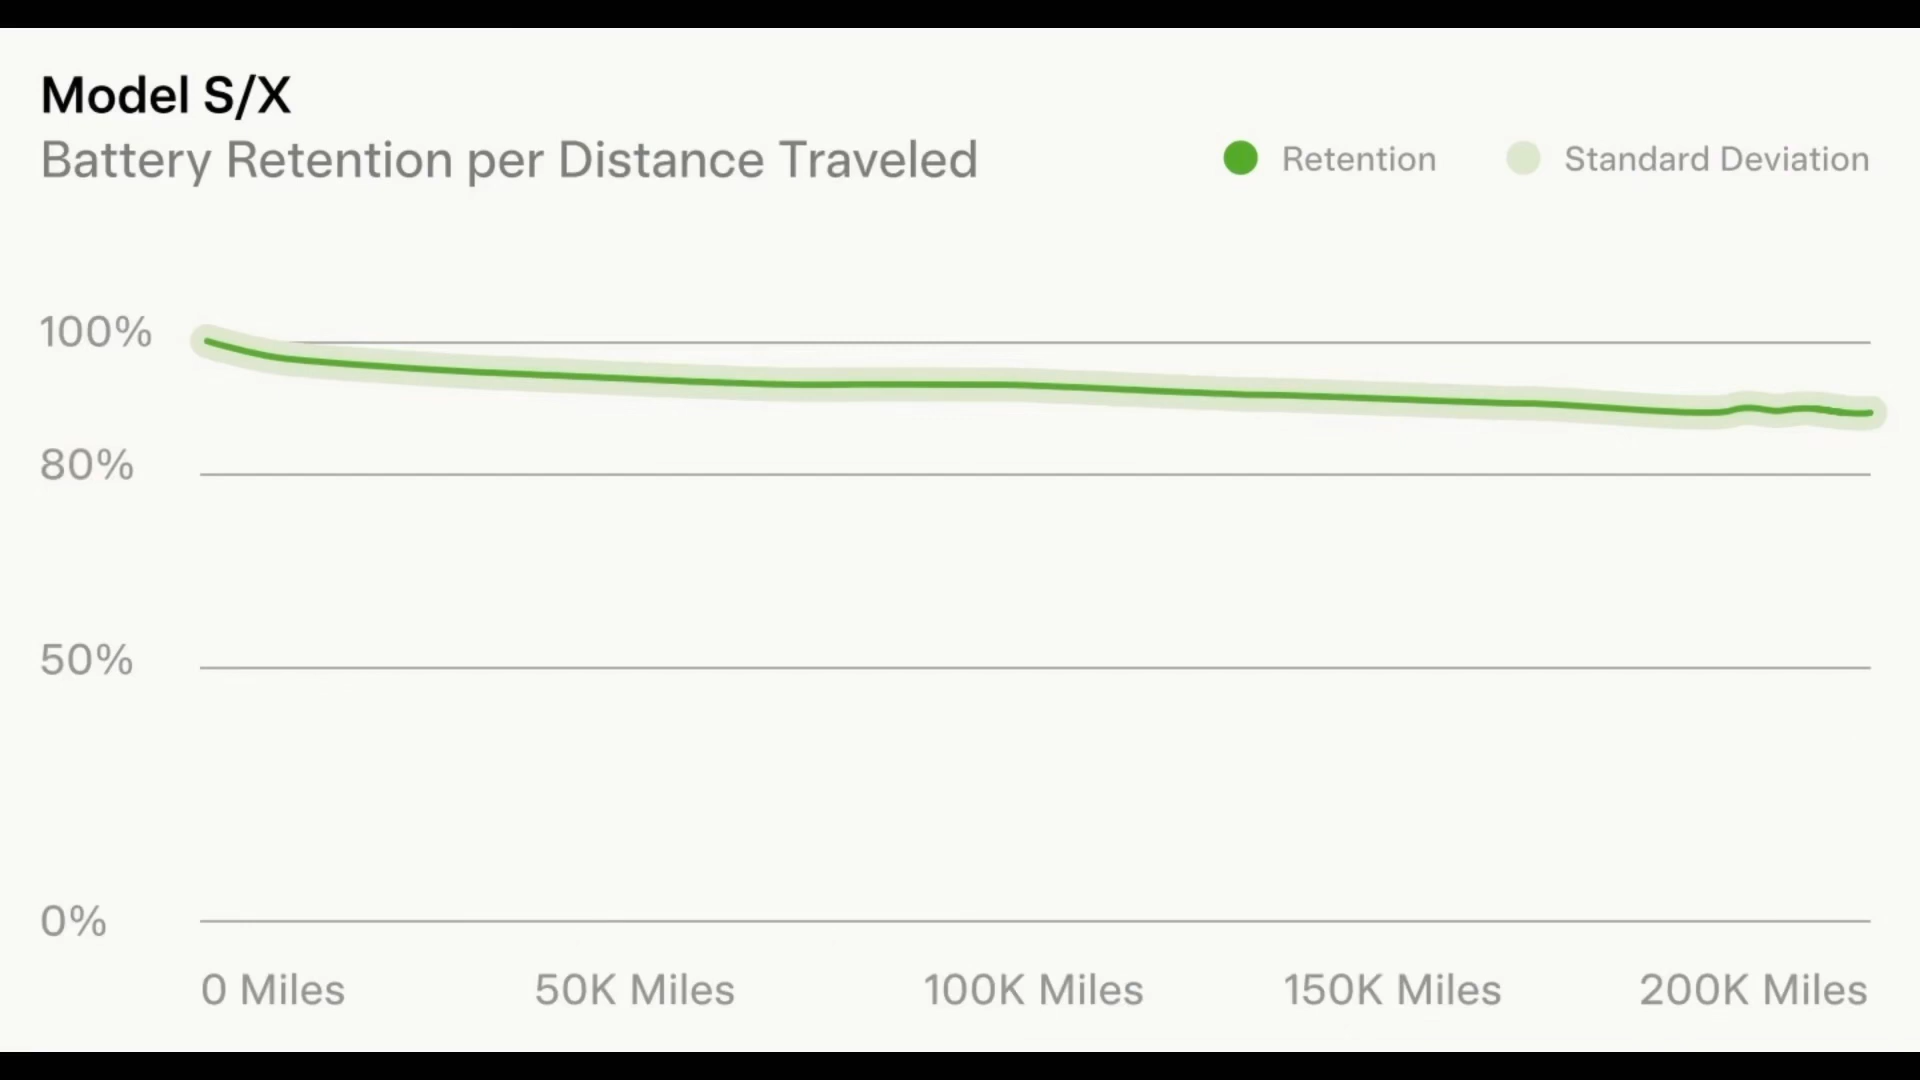 Model S/X
Battery Retention per Distance Traveled
Retention
Standard Deviation
100%
80%
50%
0%
0 Miles
50K Miles
100K Miles
150K Miles
200K Miles